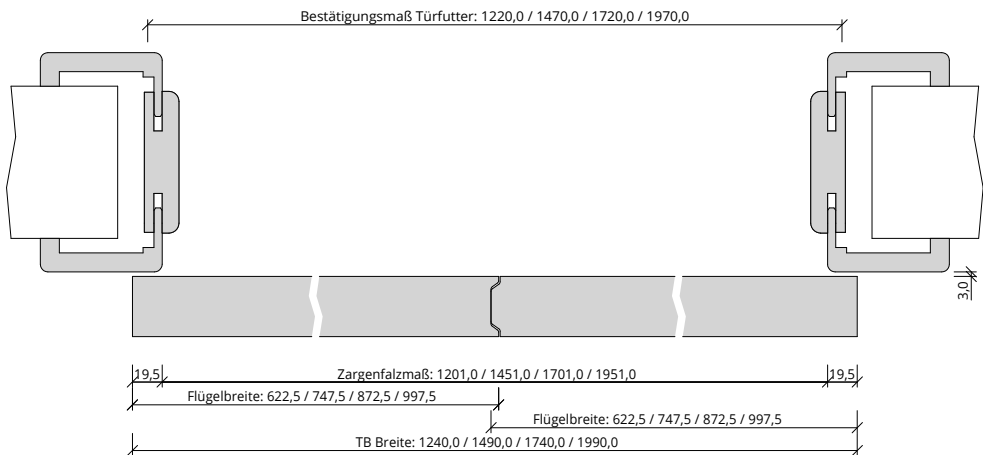 Bestätigungsmaß Türfutter: 1220,0 / 1470,0 / 1720,0 / 1970,0
3,0
19,5
Zargenfalzmaß: 1201,0 / 1451,0 / 1701,0 / 1951,0
19,5
Flügelbreite: 622,5 / 747,5 / 872,5 / 997,5
Flügelbreite: 622,5 / 747,5 / 872,5 / 997,5
TB Breite: 1240,0 / 1490,0 / 1740,0 / 1990,0